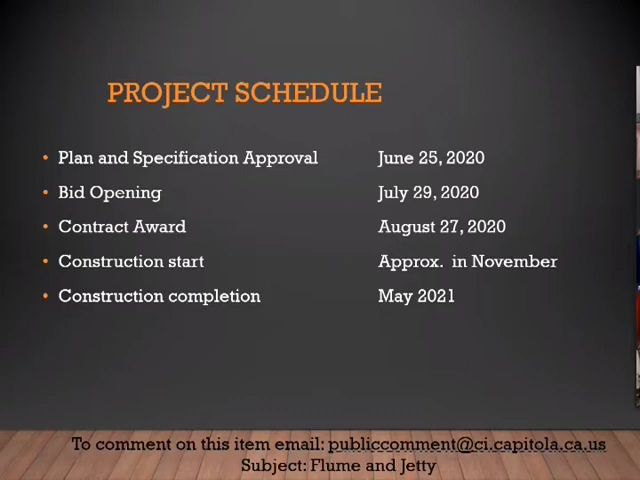 PROJECT SCHEDULE
• Plan and Specification Approval June 25, 2020
• Bid Opening July 29, 2020
• Contract Award August 27, 2020
• Construction start Approx. in November
• Construction completion May 2021
To comment on this item email: publiccomment@ci.capitola.ca.us
Subject: Flume and Jetty